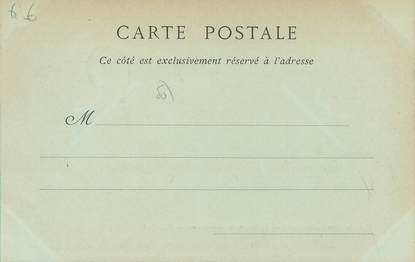 CARTE POSTALE
Ce côté est exclusivement réservé à l'adresse
M